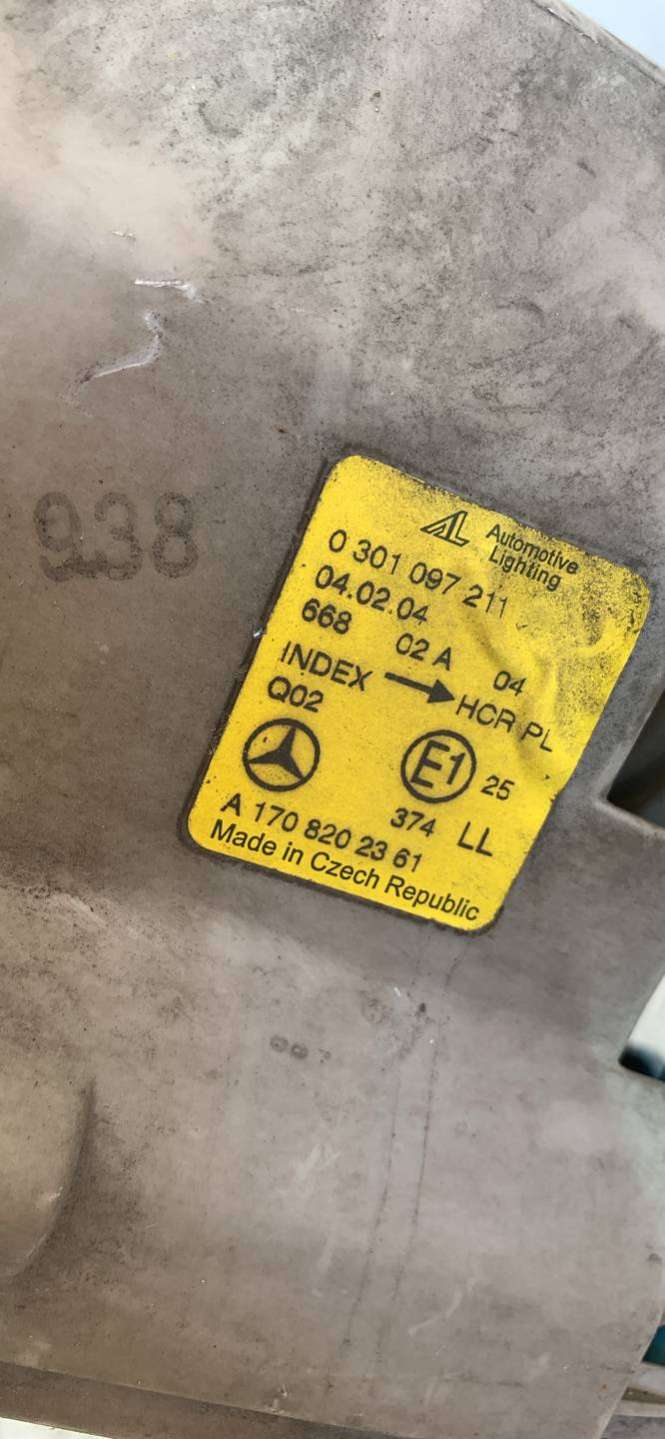 938
Automotive
Lighting
0 301 097 211
04.02.04
668 02 A 04
INDEX → HCR PL
Q02
E1 25
374 LL
A 170 820 23 61
Made in Czech Republic